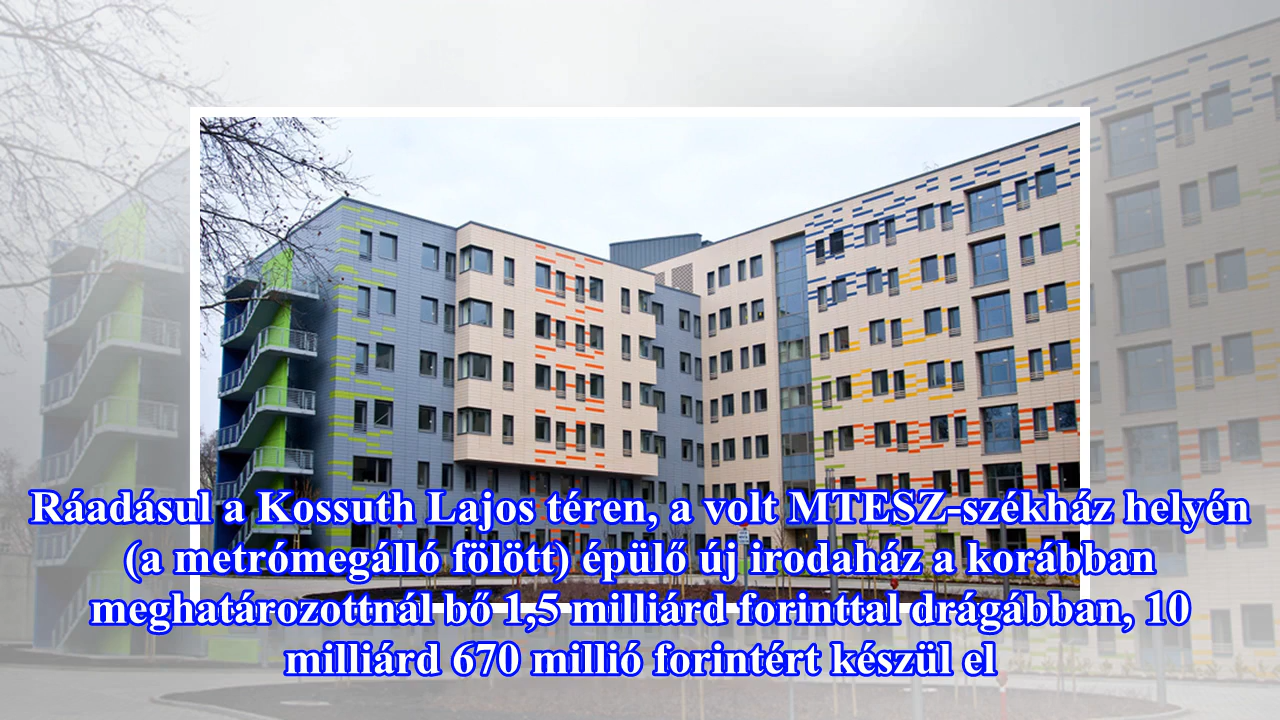 Ráadásul a Kossuth Lajos téren, a volt MTESZ-székház helyén
(a metrómegálló fölött) épülő új irodaház a korábban
meghatározottnál bő 1,5 milliárd forinttal drágábban, 10
milliárd 670 millió forintért készül el